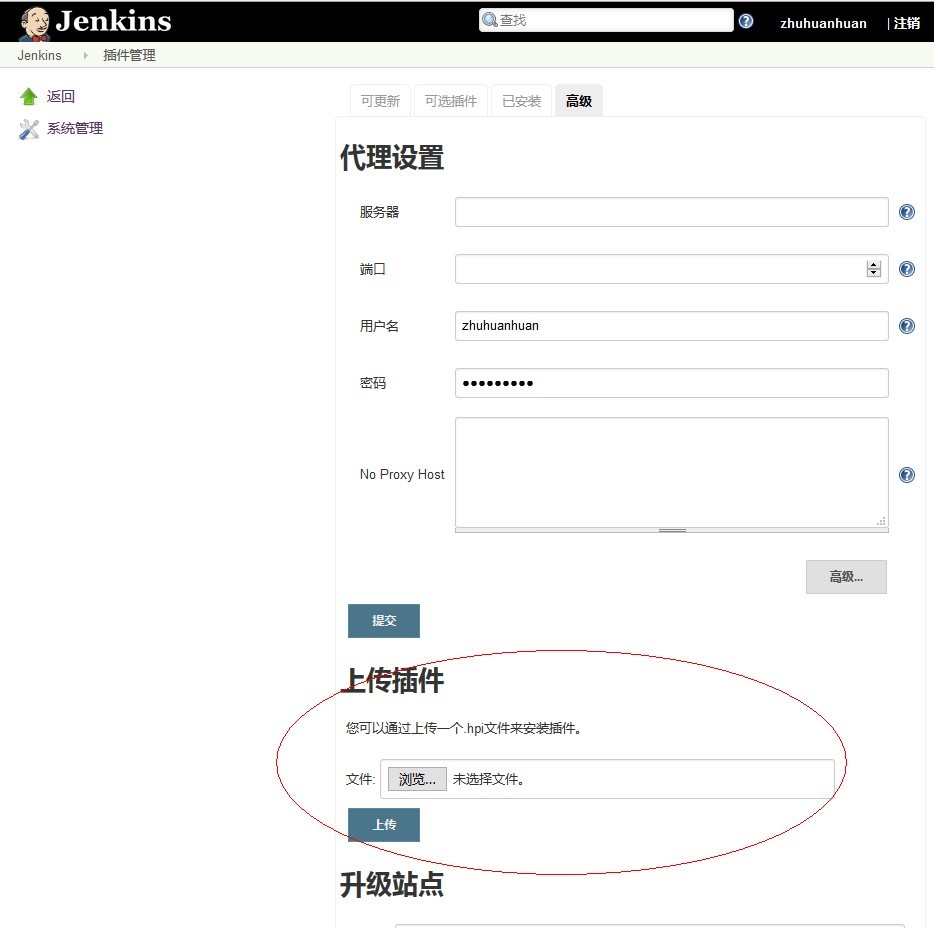 Jenkins
查找
zhuhuanhuan | 注销
Jenkins 插件管理
返回
系统管理
可更新 可选插件 已安装 高级
代理设置
服务器
端口
用户名 zhuhuanhuan
密码 •••••••••
No Proxy Host
高级...
提交
上传插件
您可以通过上传一个.hpi文件来安装插件。
文件: 浏览... 未选择文件。
上传
升级站点